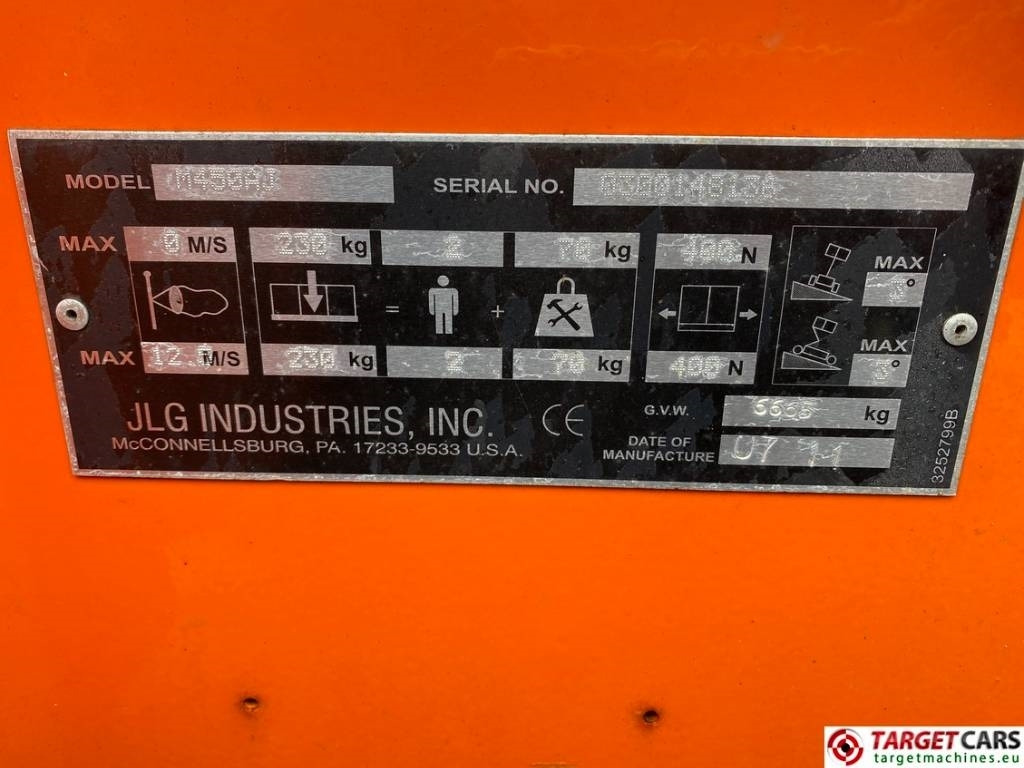 MODEL M450AJ SERIAL NO. 0300148136
MAX 0 M/S 230 kg 2 70 kg 400 N MAX °
= +
MAX 12.5 M/S 230 kg 2 70 kg 400 N MAX 3°
JLG INDUSTRIES, INC. CE G.V.W. kg
McCONNELLSBURG, PA. 17233-9533 U.S.A. DATE OF MANUFACTURE 07 11
3252799B
TARGETCARS
targetmachines.eu